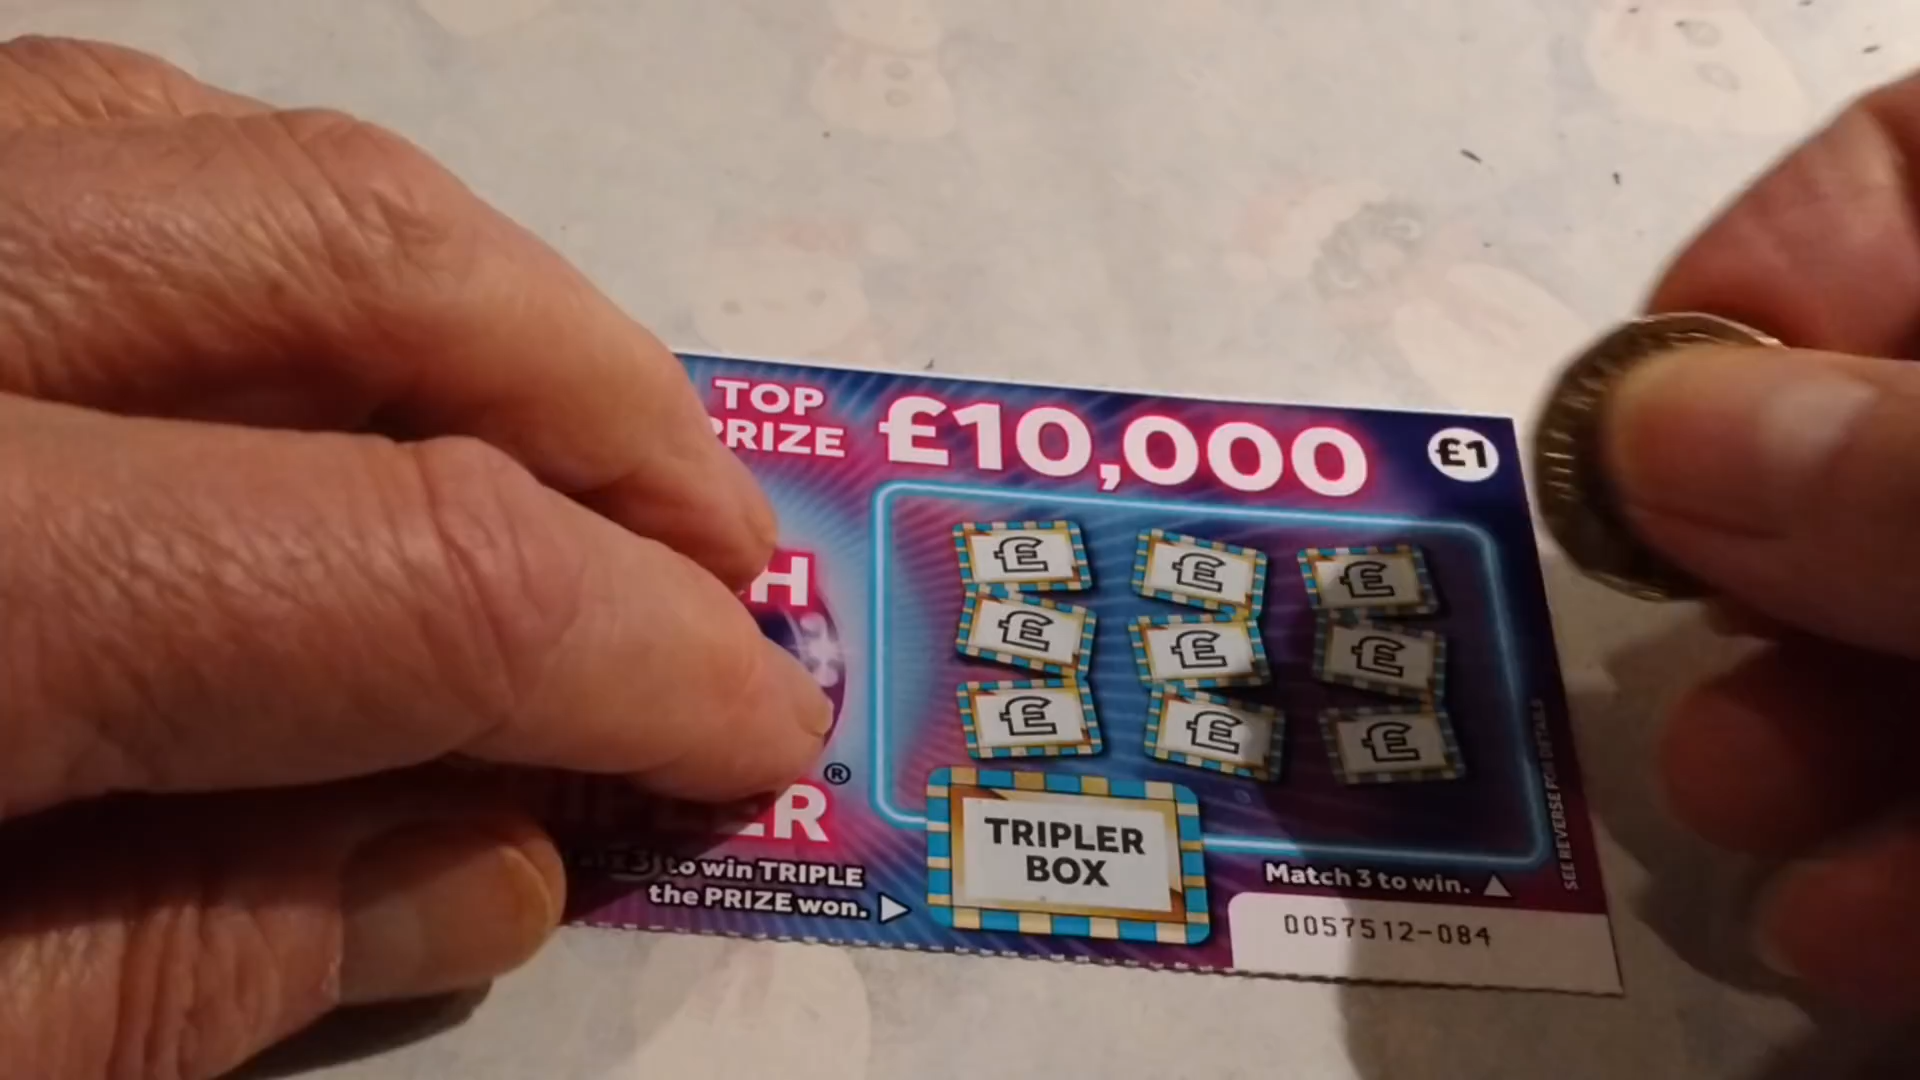 TOP
PRIZE
£10,000
£1
£ £ £
£ £ £
£ £ £
®
TRIPLER
BOX
to win TRIPLE
the PRIZE won.
Match 3 to win.
0057512-084
SEE REVERSE FOR DETAILS